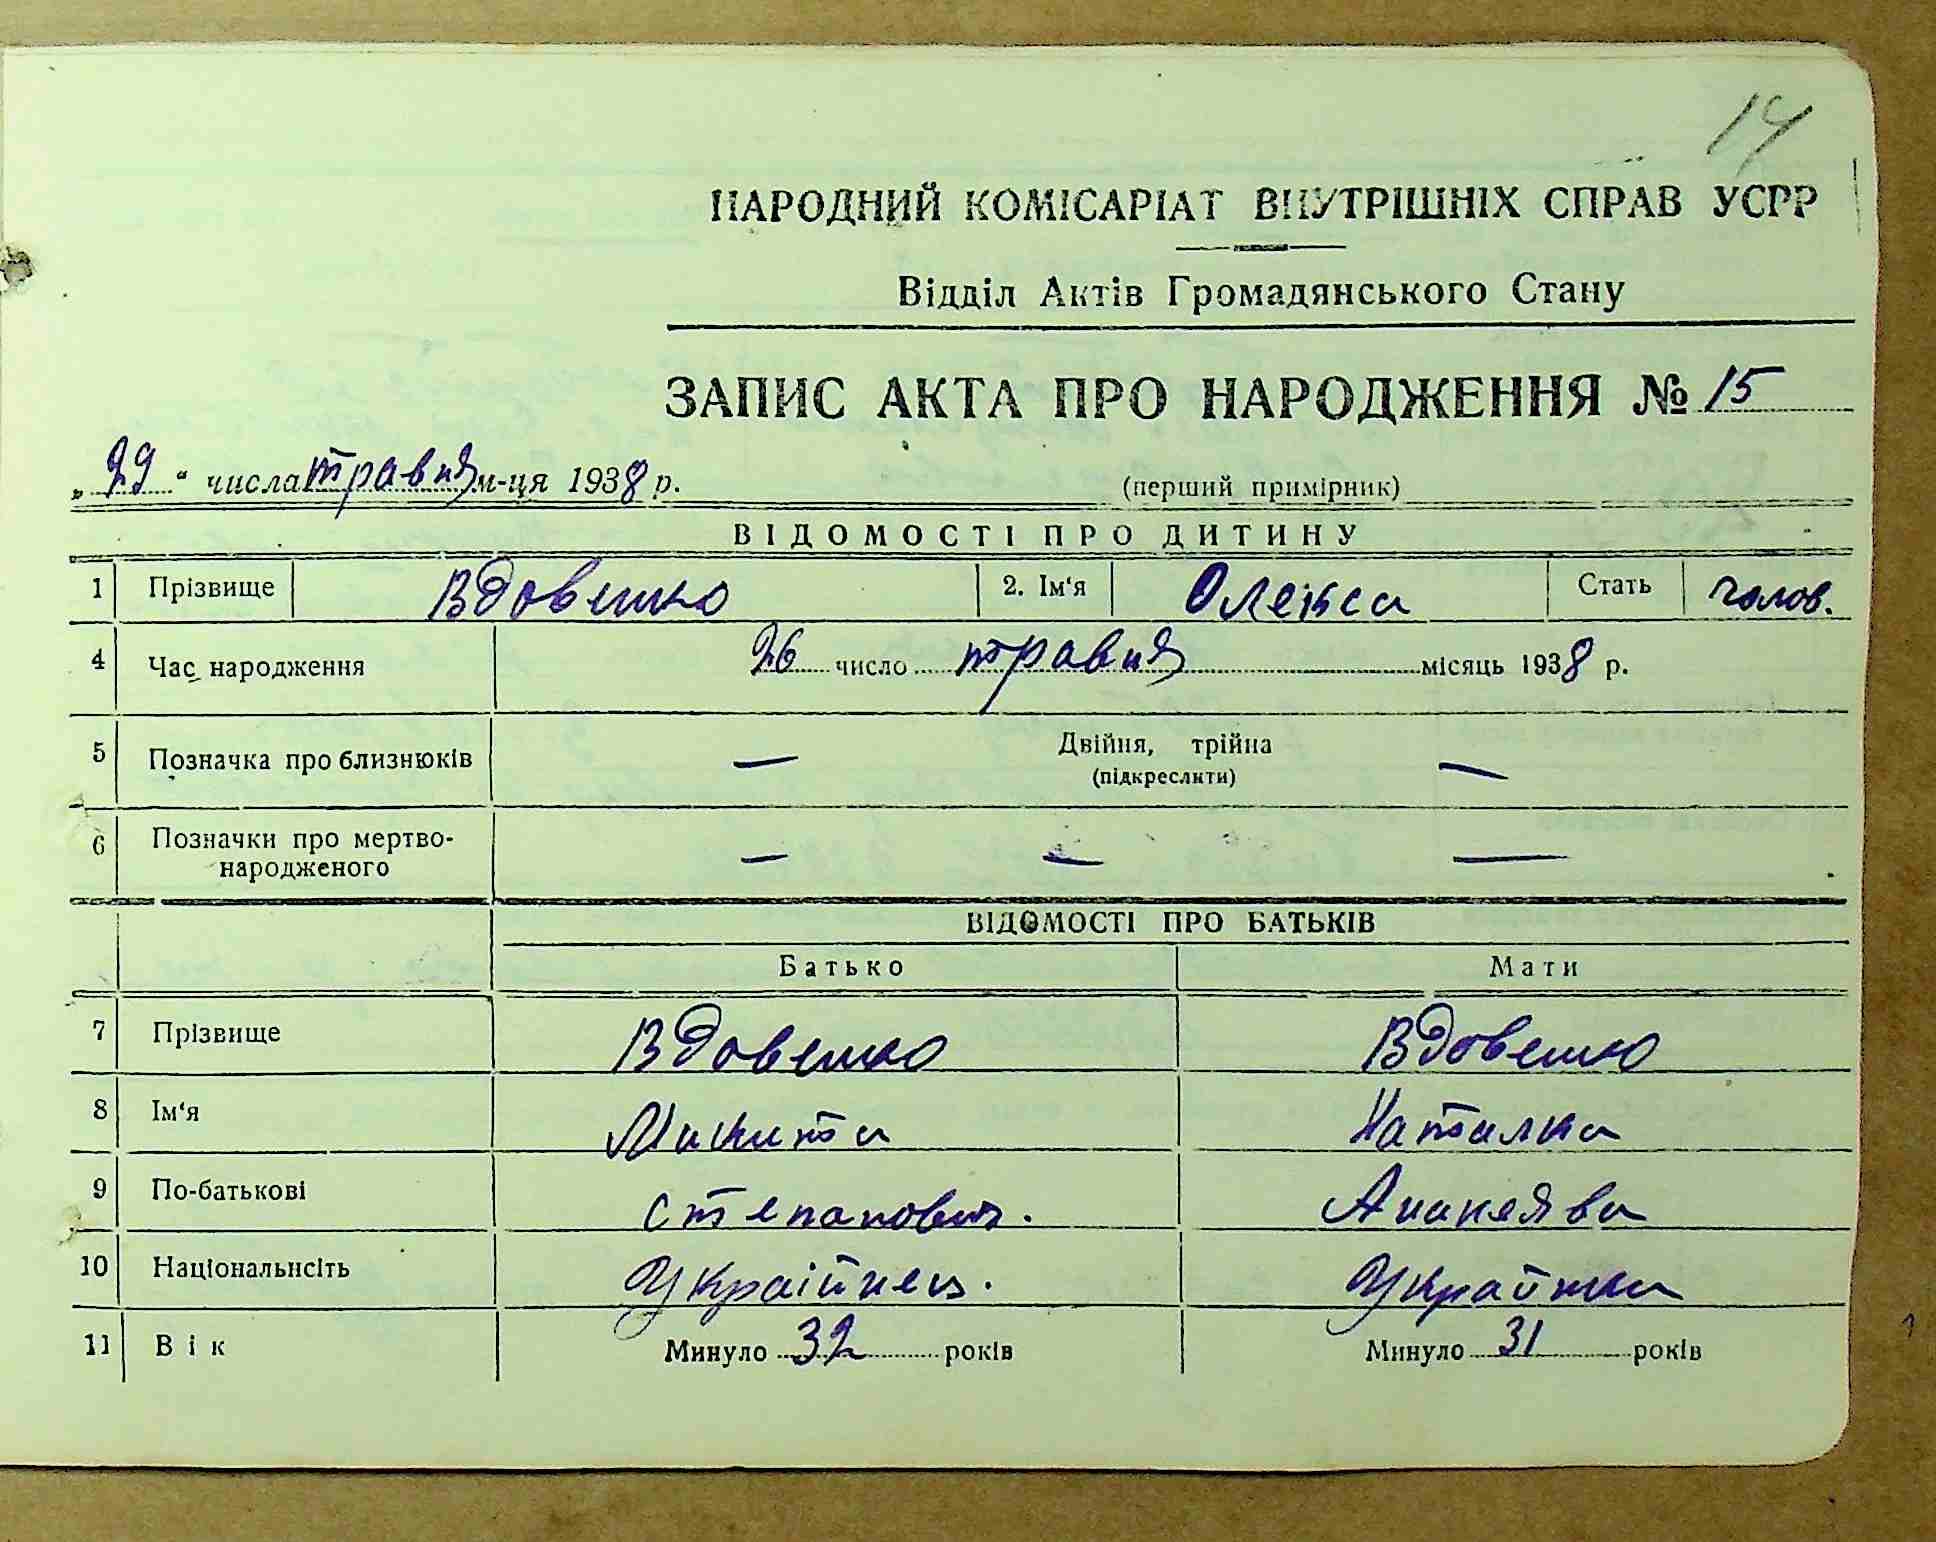 14
НАРОДНИЙ КОМІСАРІАТ ВНУТРІШНІХ СПРАВ УСРР
Відділ Актів Громадянського Стану
ЗАПИС АКТА ПРО НАРОДЖЕННЯ № 15
„29“ числа травня м-ця 1938 р. (перший примірник)
ВІДОМОСТІ ПРО ДИТИНУ
1 Прізвище Вдовенко 2. Ім'я Олекса Стать чолов.
4 Час народження 26 число травня місяць 1938 р.
5 Позначка про близнюків — Двійня, трійна —
(підкреслити)
6 Позначки про мертво-
народженого — — —
ВІДОМОСТІ ПРО БАТЬКІВ
Батько Мати
7 Прізвище Вдовенко Вдовенко
8 Ім'я Микита Наталка
9 По-батькові Степанович. Ананеявна
10 Національнсіть Украінец. Украйнка
11 Вік Минуло 32 років Минуло 31 років